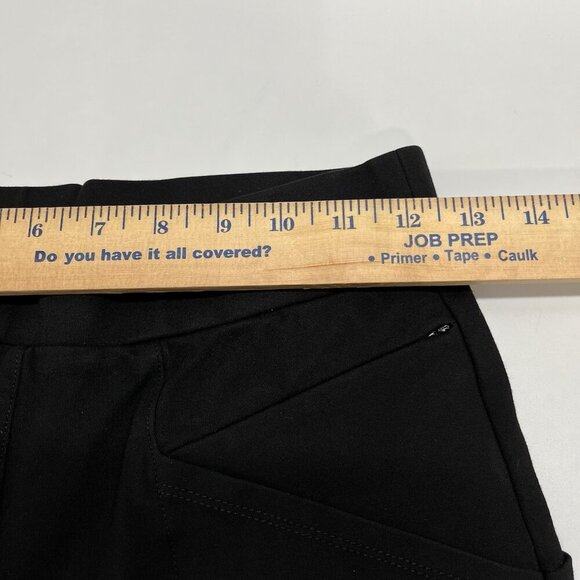 6 7 8 9 10 11 12 13 14
Do you have it all covered?
JOB PREP
• Primer • Tape • Caulk